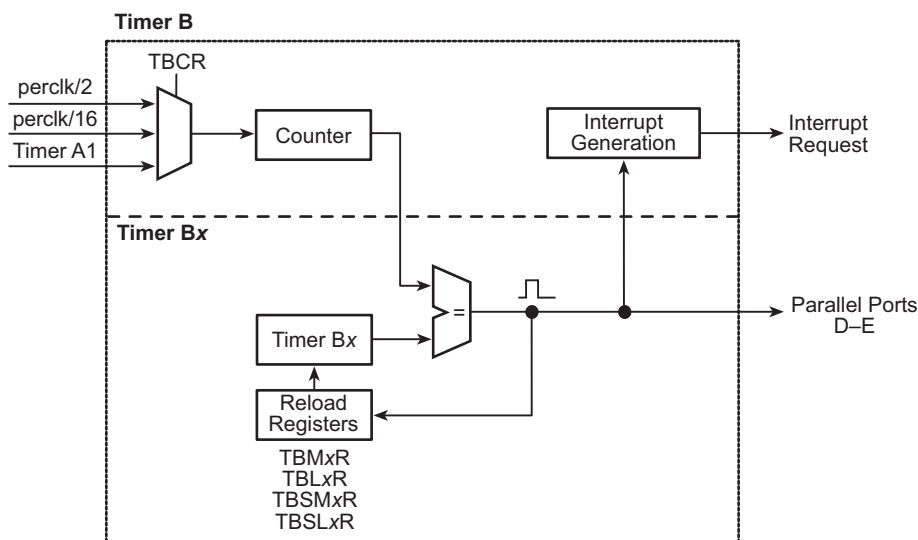 Timer B
TBCR
perclk/2
perclk/16
Timer A1
Counter
Interrupt
Generation
Interrupt
Request
Timer Bx
=
Timer Bx
Parallel Ports
D–E
Reload
Registers
TBMxR
TBLxR
TBSMxR
TBSLxR